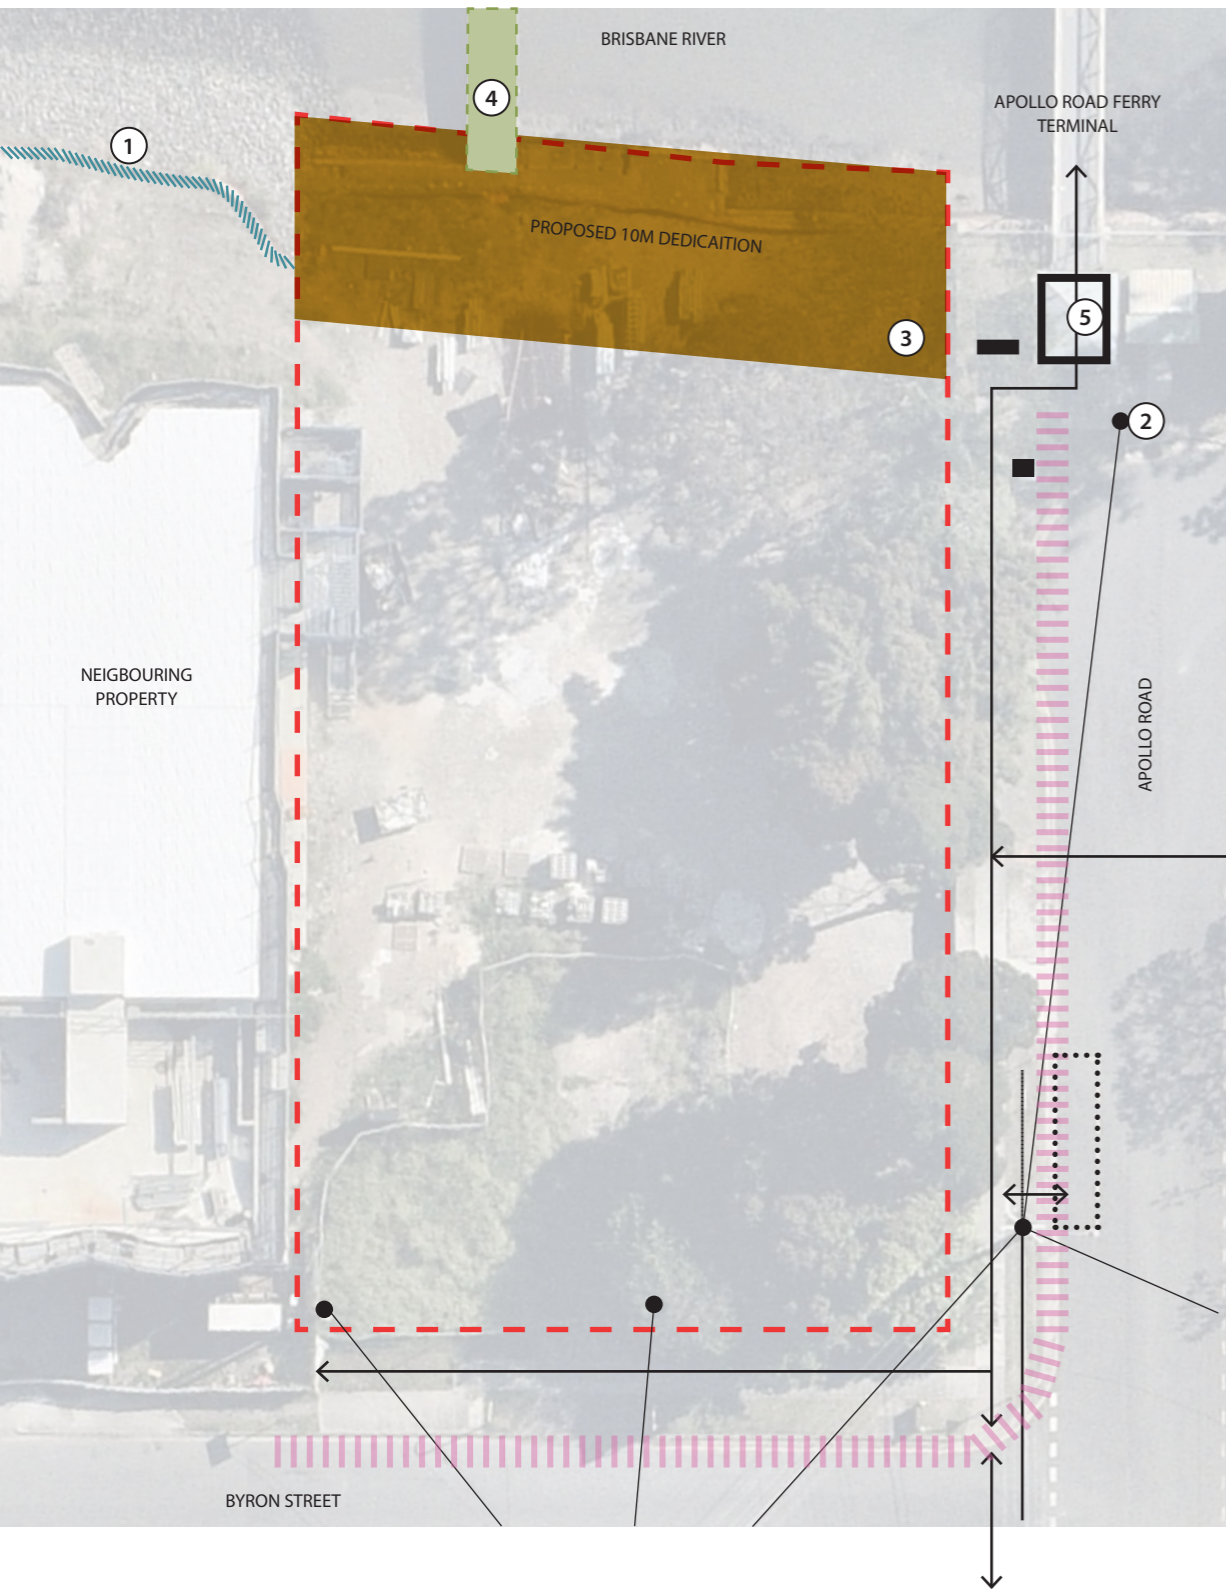 BRISBANE RIVER
4
APOLLO ROAD FERRY
TERMINAL
1
PROPOSED 10M DEDICAITION
5
3
2
NEIGBOURING
PROPERTY
APOLLO ROAD
BYRON STREET